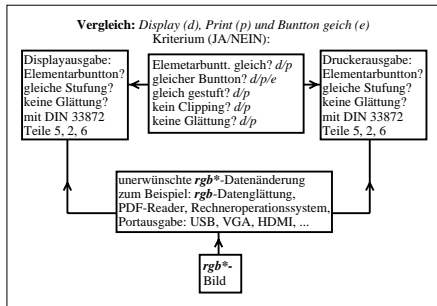 Vergleich: Display (d), Print (p) und Buntton geich (e)
Kriterium (JA/NEIN):
Displayausgabe:
Elementarbuntton?
gleiche Stufung?
keine Glättung?
mit DIN 33872
Teile 5, 2, 6
Elemetarbuntt. gleich? d/p
gleicher Buntton? d/p/e
gleich gestuft? d/p
kein Clipping? d/p
keine Glättung? d/p
Druckerausgabe:
Elementarbuntton?
gleiche Stufung?
keine Glättung?
mit DIN 33872
Teile 5, 2, 6
unerwünschte rgb*-Datenänderung
zum Beispiel: rgb-Datenglättung,
PDF-Reader, Rechneroperationssystem,
Portausgabe: USB, VGA, HDMI, ...
rgb*-
Bild